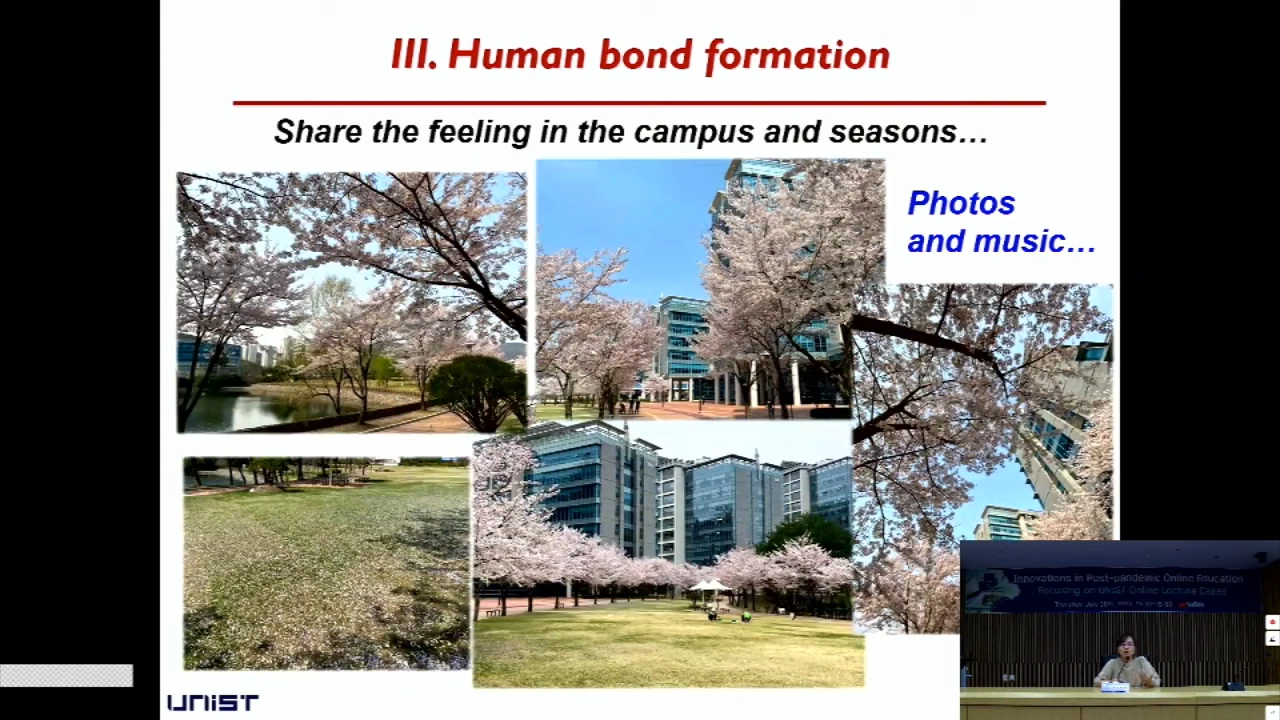 III. Human bond formation
Share the feeling in the campus and seasons…
Photos
and music…
Innovations in Post-pandemic Online Education
Focusing on UNIST Online Lecture Cases
UNIST